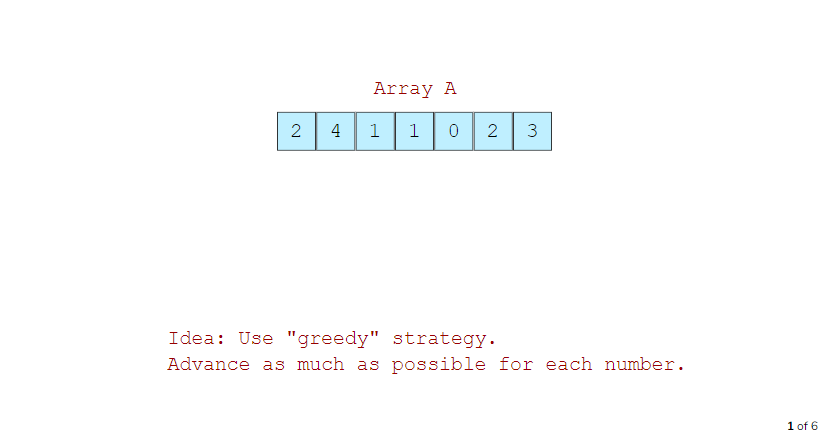 Array A
2 4 1 1 0 2 3
Idea: Use "greedy" strategy.
Advance as much as possible for each number.
1 of 6